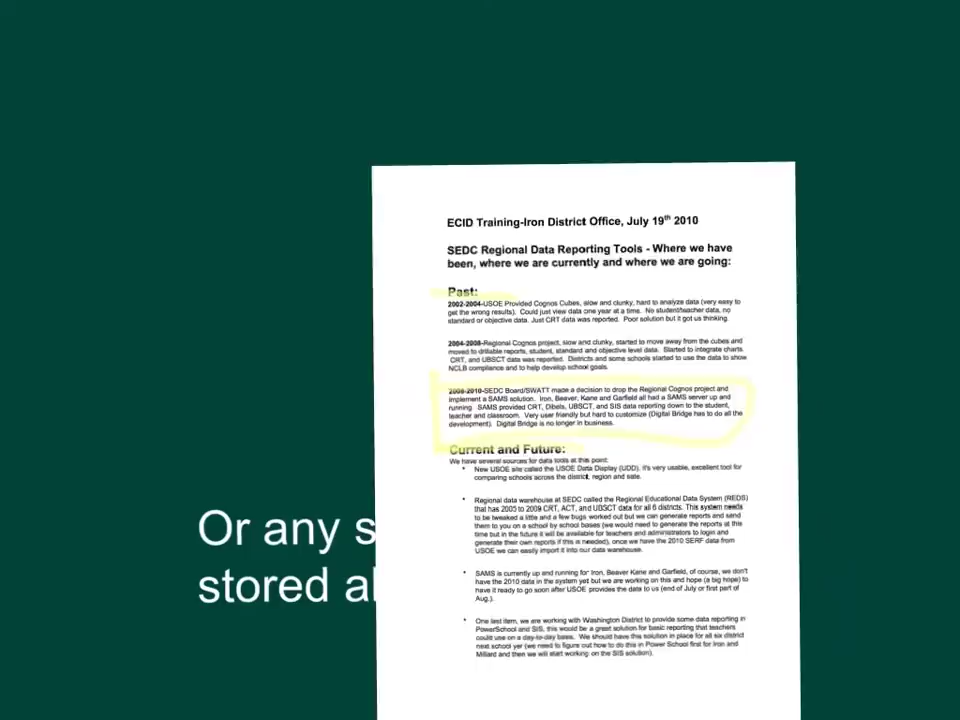 ECID Training-Iron District Office, July 19th 2010
SEDC Regional Data Reporting Tools - Where we have
been, where we are currently and where we are going:
Past:
2002-2004-USOE Provided Cognos Cubes, slow and clunky, hard to analyze data (very easy to
get the wrong results). Could just view data one year at a time. No student/teacher data, no
standard or objective data. Just CRT data was reported. Poor solution but it got us thinking.
2004-2008-Regional Cognos project, slow and clunky, started to move away from the cubes and
moved to drillable reports, student, standard and objective level data. Started to integrate charts.
CRT, and UBSCT data was reported. Districts and some schools started to use the data to show
NCLB compliance and to help develop school goals.
2008-2010-SEDC Board/SWATT made a decision to drop the Regional Cognos project and
implement a SAMS solution. Iron, Beaver, Kane and Garfield all had a SAMS server up and
running. SAMS provided CRT, Dibels, UBSCT, and SIS data reporting down to the student,
teacher and classroom. Very user friendly but hard to customize (Digital Bridge has to do all the
development). Digital Bridge is no longer in business.
Current and Future:
We have several sources for data tools at this point:
• New USOE site called the USOE Data Display (UDD). It's very usable, excellent tool for
comparing schools across the district, region and sate.
• Regional data warehouse at SEDC called the Regional Educational Data System (REDS)
that has 2005 to 2009 CRT, ACT, and UBSCT data for all 6 districts. This system needs
to be tweaked a little and a few bugs worked out but we can generate reports and send
them to you on a school by school bases (we would need to generate the reports at this
time but in the future it will be available for teachers and administrators to login and
generate their own reports if this is needed), once we have the 2010 SERF data from
USOE we can easily import it into our data warehouse.
• SAMS is currently up and running for Iron, Beaver Kane and Garfield, of course, we don't
have the 2010 data in the system yet but we are working on this and hope (a big hope) to
have it ready to go soon after USOE provides the data to us (end of July or first part of
Aug.).
• One last item, we are working with Washington District to provide some data reporting in
PowerSchool and SIS, this would be a great solution for basic reporting that teachers
could use on a day-to-day basis. We should have this solution in place for all six district
next school yer (we need to figure out how to do this in Power School first for Iron and
Millard and then we will start working on the SIS solution).
Or any s
stored al